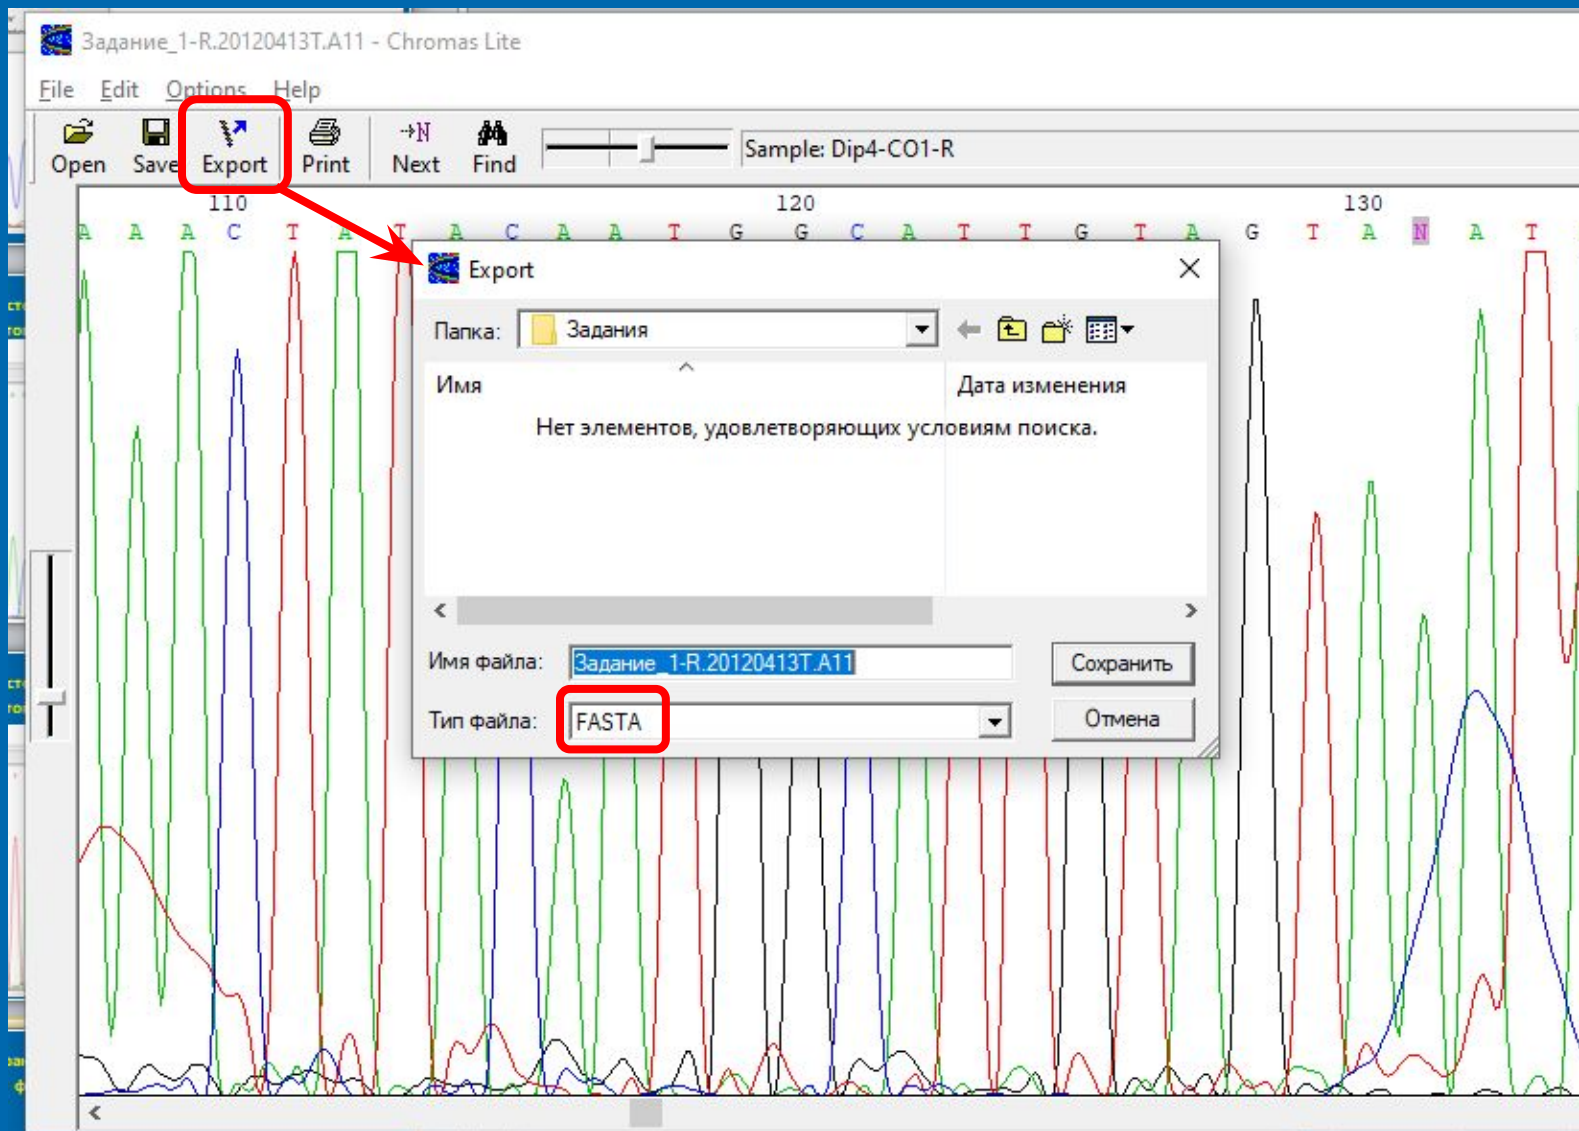 Задание_1-R.20120413T.A11 - Chromas Lite
File Edit Options Help
Open Save Export Print Next Find Sample: Dip4-CO1-R
110 120 130
A A A C T A T A C A A T G G C A T T G T A G T A N A T
Export
Папка: Задания
Имя Дата изменения
Нет элементов, удовлетворяющих условиям поиска.
Имя файла: Задание_1-R.20120413T.A11 Сохранить
Тип файла: FASTA Отмена